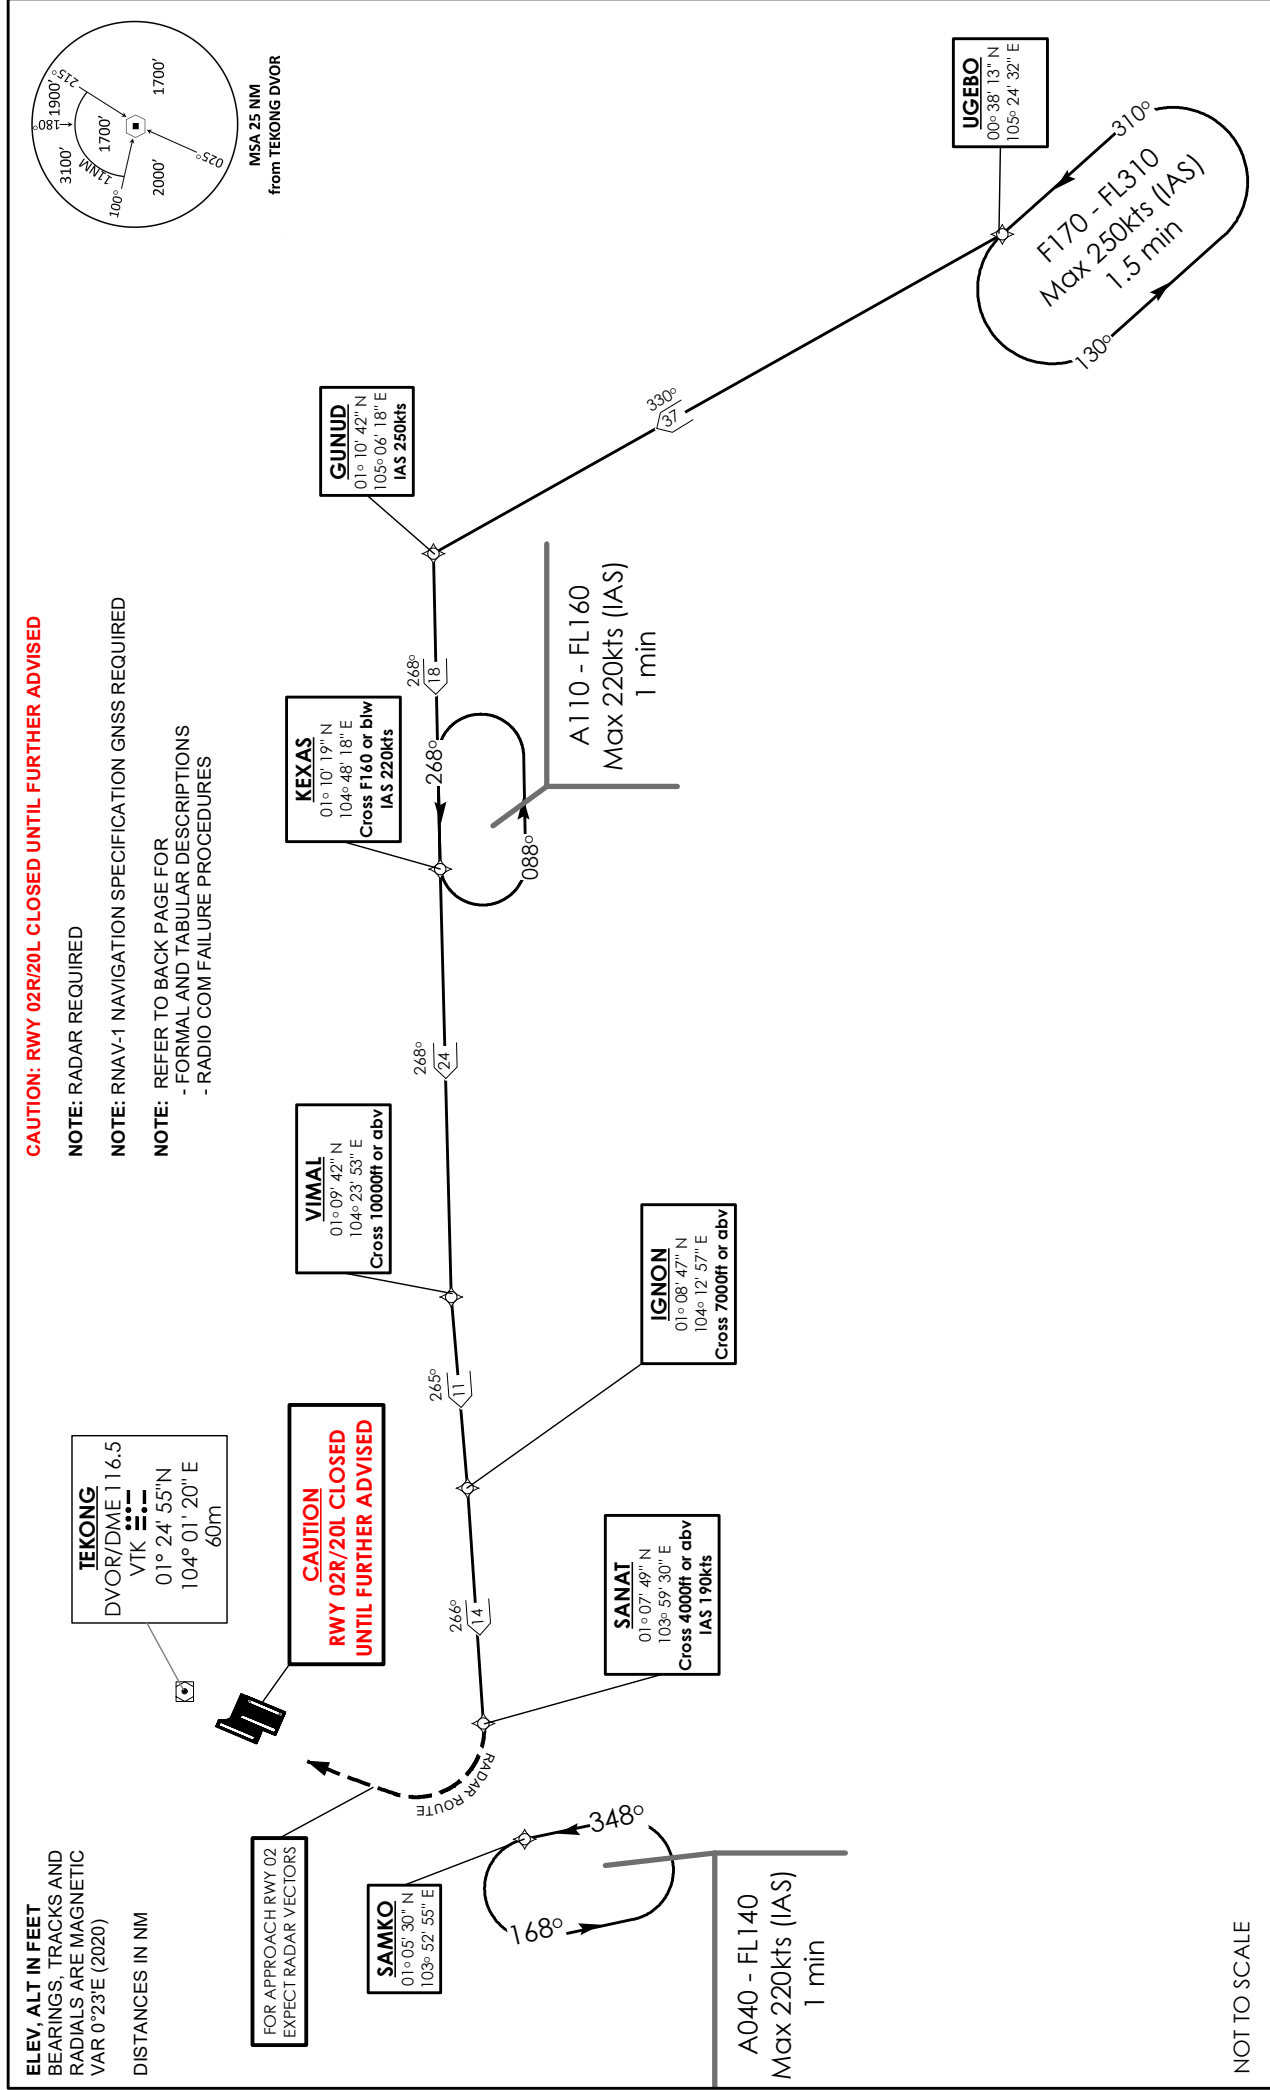 ELEV, ALT IN FEET
BEARINGS, TRACKS AND
RADIALS ARE MAGNETIC
VAR 0°23'E (2020)
DISTANCES IN NM
CAUTION: RWY 02R/20L CLOSED UNTIL FURTHER ADVISED
NOTE: RADAR REQUIRED
NOTE: RNAV-1 NAVIGATION SPECIFICATION GNSS REQUIRED
NOTE: REFER TO BACK PAGE FOR
- FORMAL AND TABULAR DESCRIPTIONS
- RADIO COM FAILURE PROCEDURES
3100'
180°
1900'
215°
11NM
1700'
1700'
100°
2000'
025°
MSA 25 NM
from TEKONG DVOR
TEKONG
DVOR/DME 116.5
VTK
01° 24' 55"N
104° 01' 20" E
60m
CAUTION
RWY 02R/20L CLOSED
UNTIL FURTHER ADVISED
FOR APPROACH RWY 02
EXPECT RADAR VECTORS
RADAR ROUTE
SAMKO
01° 05' 30" N
103° 52' 55" E
348°
168°
A040 - FL140
Max 220kts (IAS)
1 min
SANAT
01° 07' 49" N
103° 59' 30" E
Cross 4000ft or abv
IAS 190kts
266°
14
IGNON
01° 08' 47" N
104° 12' 57" E
Cross 7000ft or abv
265°
11
VIMAL
01° 09' 42" N
104° 23' 53" E
Cross 10000ft or abv
268°
24
KEXAS
01° 10' 19" N
104° 48' 18" E
Cross F160 or blw
IAS 220kts
268°
088°
A110 - FL160
Max 220kts (IAS)
1 min
268°
18
GUNUD
01° 10' 42" N
105° 06' 18" E
IAS 250kts
330°
37
UGEBO
00° 38' 13" N
105° 24' 32" E
310°
130°
F170 - FL310
Max 250kts (IAS)
1.5 min
NOT TO SCALE